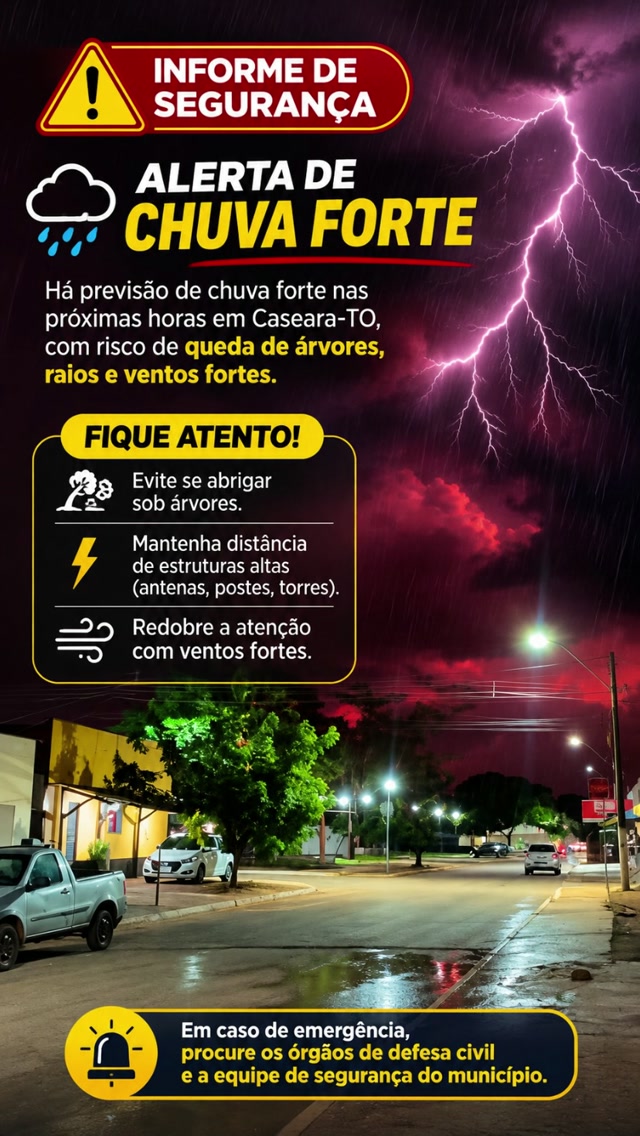 INFORME DE
SEGURANÇA
ALERTA DE
CHUVA FORTE
Há previsão de chuva forte nas
próximas horas em Caseara-TO,
com risco de queda de árvores,
raios e ventos fortes.
FIQUE ATENTO!
Evite se abrigar
sob árvores.
Mantenha distância
de estruturas altas
(antenas, postes, torres).
Redobre a atenção
com ventos fortes.
Em caso de emergência,
procure os órgãos de defesa civil
e a equipe de segurança do município.